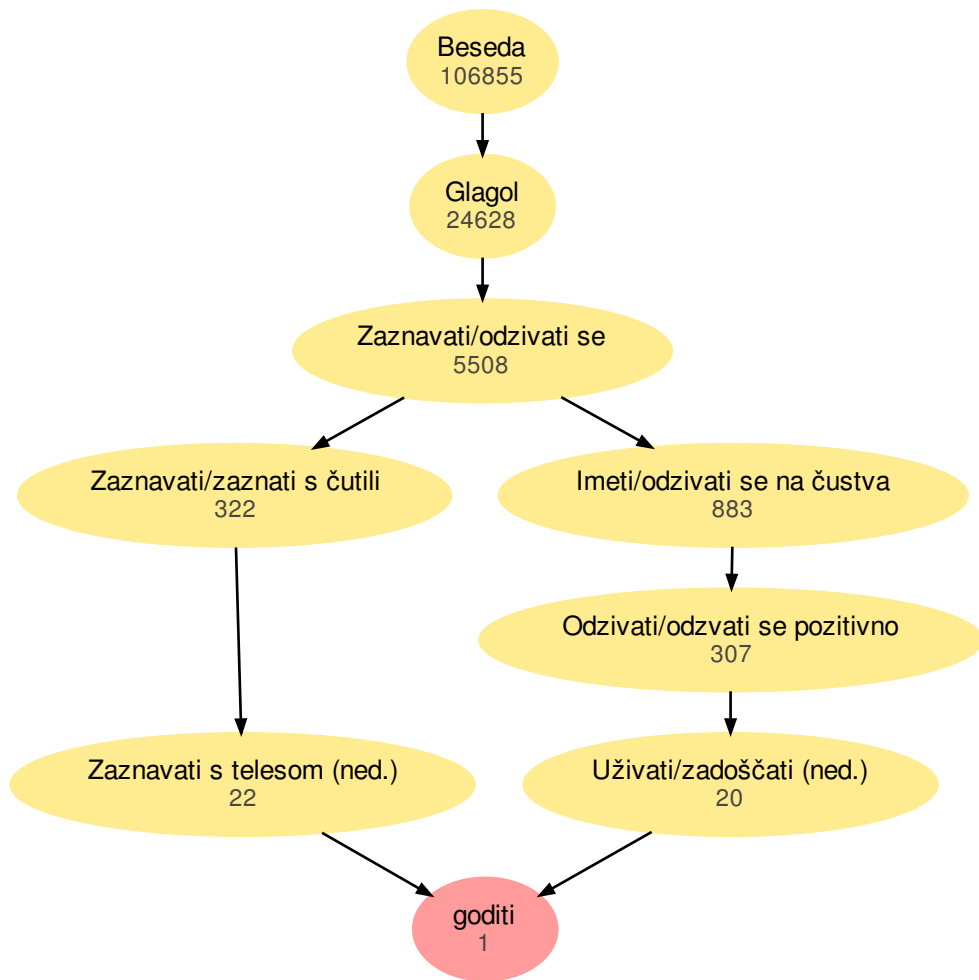 Beseda
106855
Glagol
24628
Zaznavati/odzivati se
5508
Zaznavati/zaznati s čutili
322
Imeti/odzivati se na čustva
883
Odzivati/odzvati se pozitivno
307
Zaznavati s telesom (ned.)
22
Uživati/zadoščati (ned.)
20
goditi
1